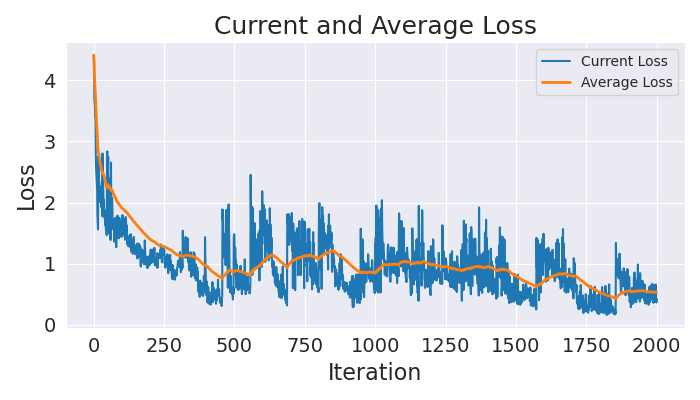 Current and Average Loss
Current Loss
Average Loss
Loss
4
3
2
1
0
0 250 500 750 1000 1250 1500 1750 2000
Iteration